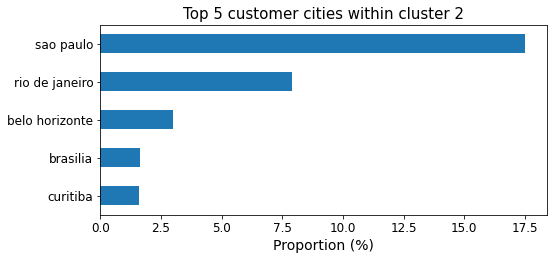 Top 5 customer cities within cluster 2
sao paulo
rio de janeiro
belo horizonte
brasilia
curitiba
0.0 2.5 5.0 7.5 10.0 12.5 15.0 17.5
Proportion (%)